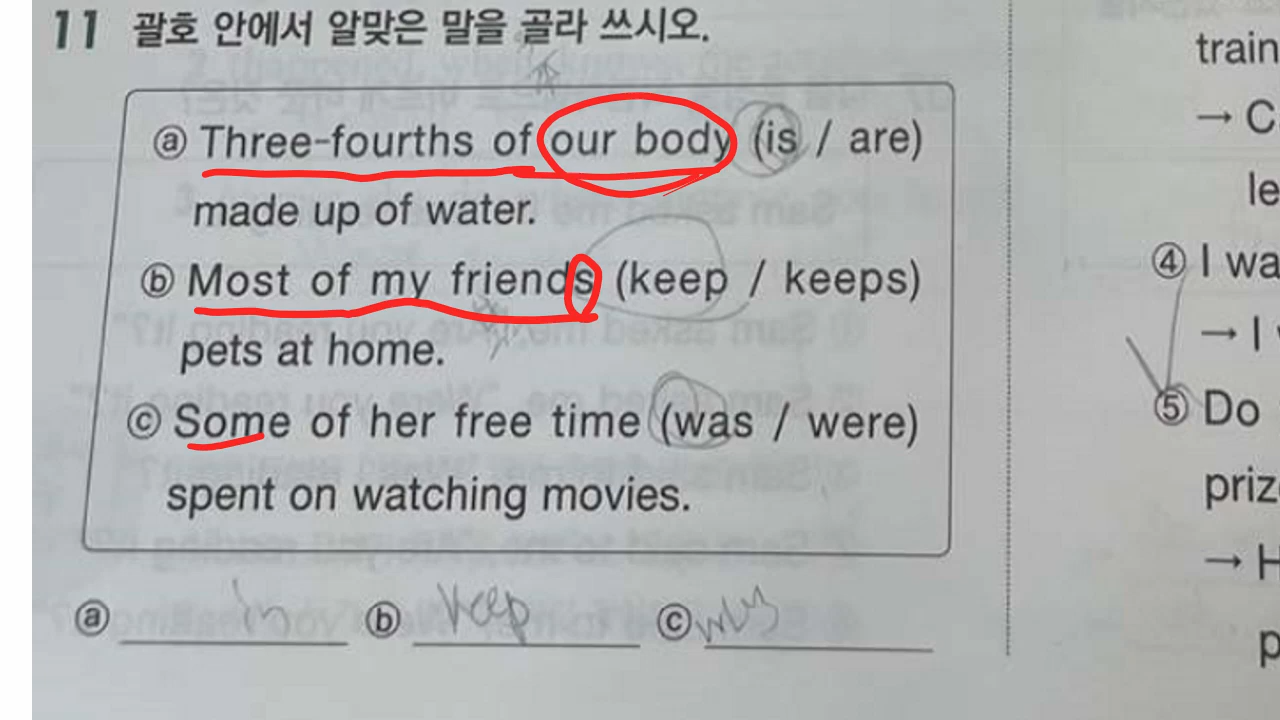 11 괄호 안에서 알맞은 말을 골라 쓰시오.
ⓐ Three-fourths of our body (is / are)
made up of water.
ⓑ Most of my friends (keep / keeps)
pets at home.
ⓒ Some of her free time (was / were)
spent on watching movies.
ⓐ ⓑ keep ⓒ
train
→ C
le
④ I wa
→ I
⑤ Do
priz
→ H
p